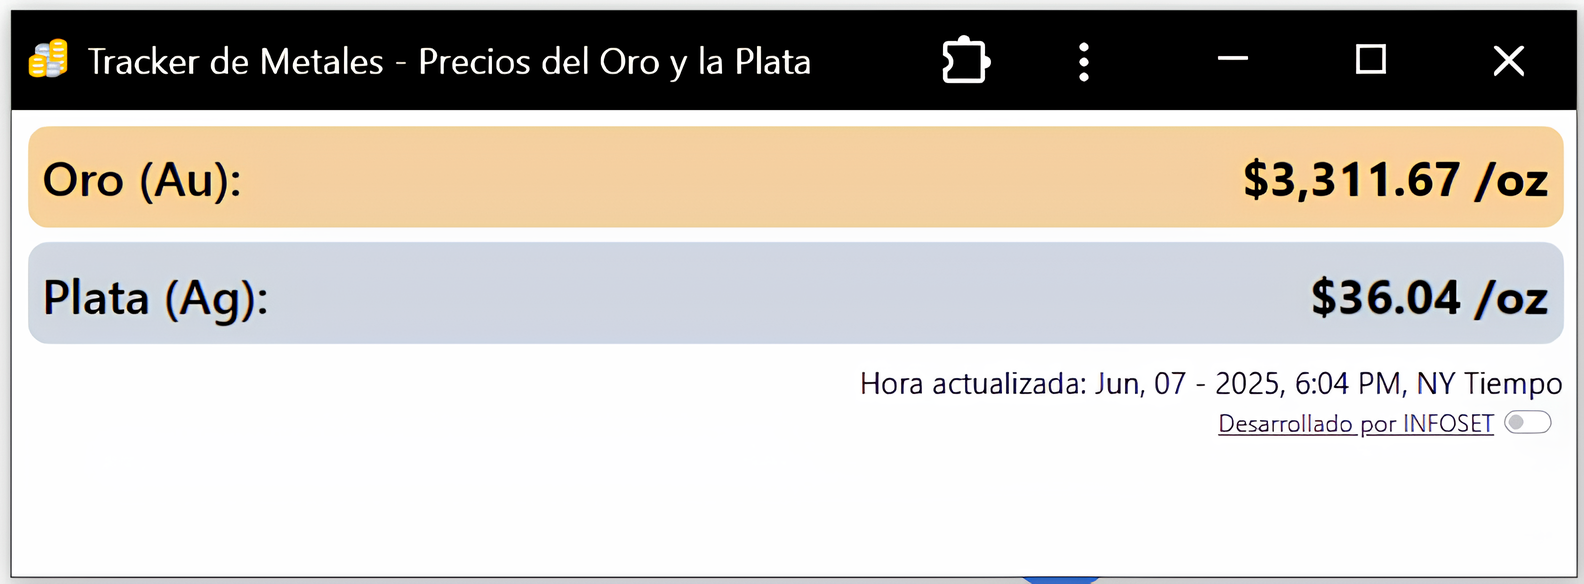 Tracker de Metales - Precios del Oro y la Plata
Oro (Au): $3,311.67 /oz
Plata (Ag): $36.04 /oz
Hora actualizada: Jun, 07 - 2025, 6:04 PM, NY Tiempo
Desarrollado por INFOSET